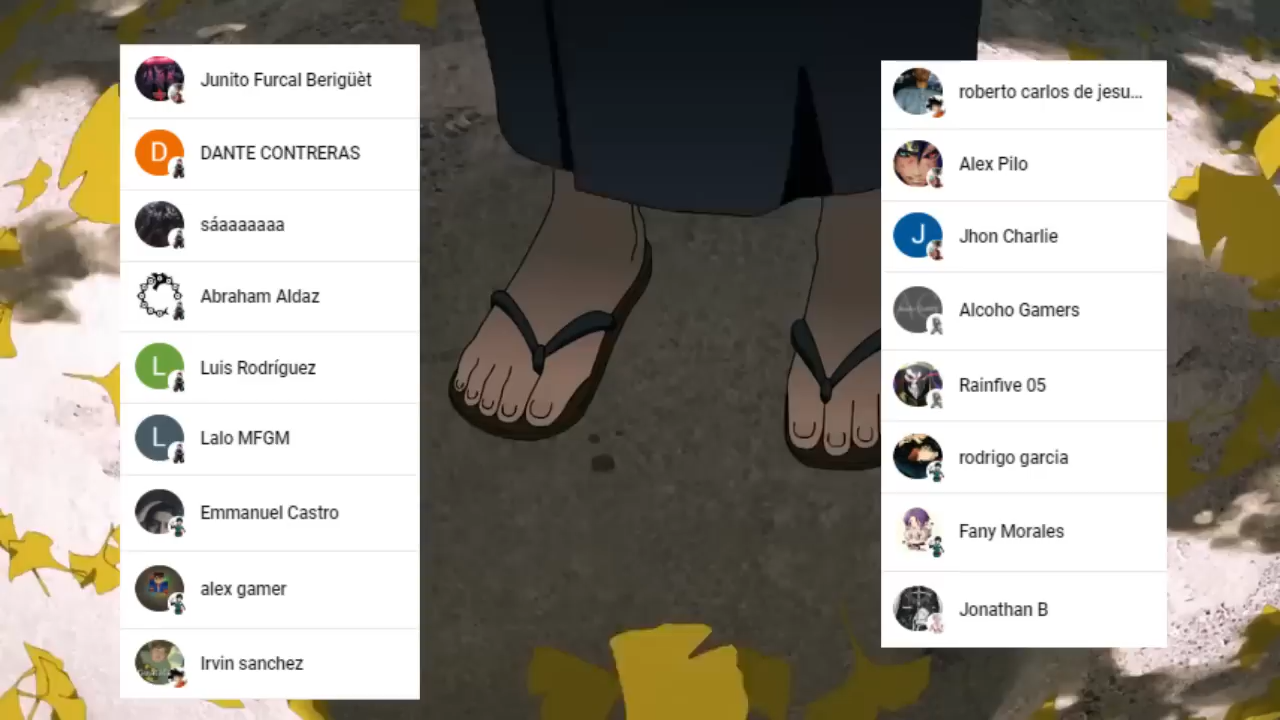 Junito Furcal Berigüèt
D
DANTE CONTRERAS
sáaaaaaaa
Abraham Aldaz
L
Luis Rodríguez
L
Lalo MFGM
Emmanuel Castro
alex gamer
Irvin sanchez
roberto carlos de jesu...
Alex Pilo
J
Jhon Charlie
Alcoho Gamers
Rainfive 05
rodrigo garcia
Fany Morales
Jonathan B